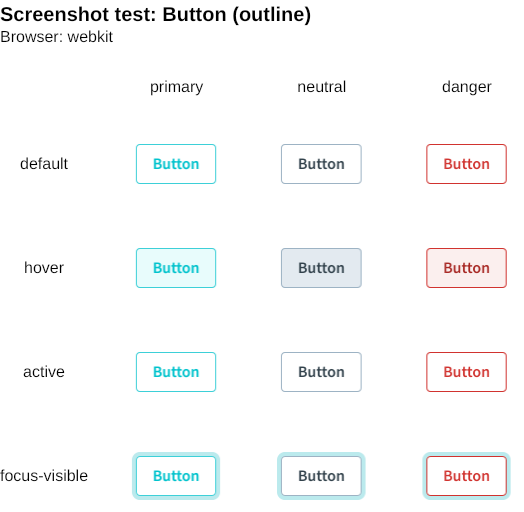 Screenshot test: Button (outline)
Browser: webkit
primary neutral danger
default Button Button Button
hover Button Button Button
active Button Button Button
focus-visible Button Button Button